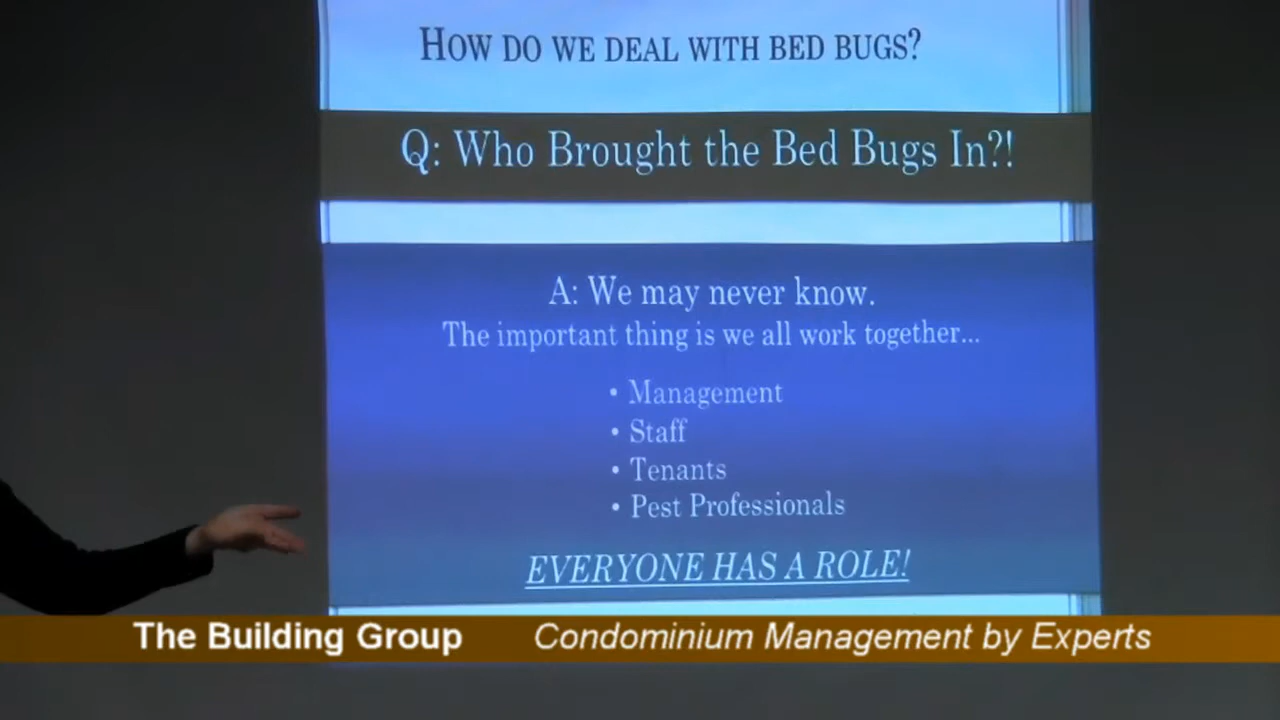 HOW DO WE DEAL WITH BED BUGS?
Q: Who Brought the Bed Bugs In?!
A: We may never know.
The important thing is we all work together...
• Management
• Staff
• Tenants
• Pest Professionals
EVERYONE HAS A ROLE!
The Building Group Condominium Management by Experts